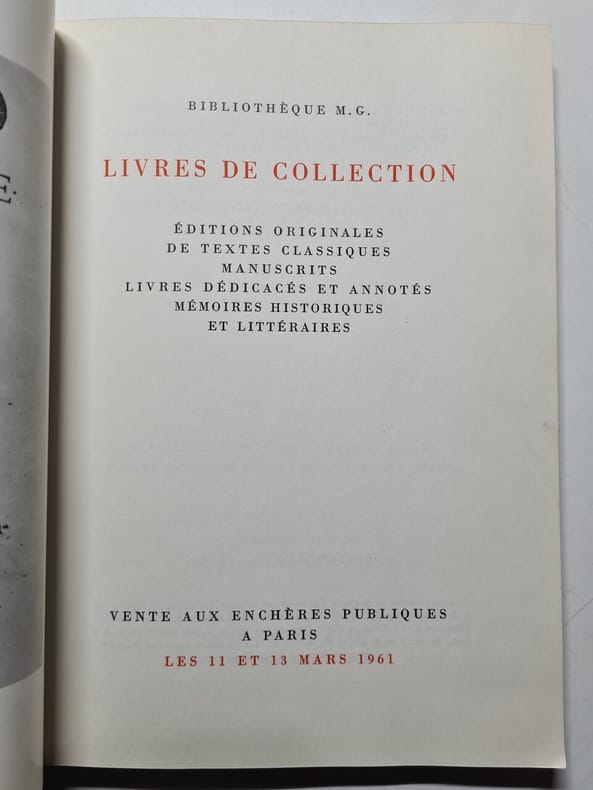 BIBLIOTHÈQUE M.G.
LIVRES DE COLLECTION
ÉDITIONS ORIGINALES
DE TEXTES CLASSIQUES
MANUSCRITS
LIVRES DÉDICACÉS ET ANNOTÉS
MÉMOIRES HISTORIQUES
ET LITTÉRAIRES
VENTE AUX ENCHÈRES PUBLIQUES
A PARIS
LES 11 ET 13 MARS 1961